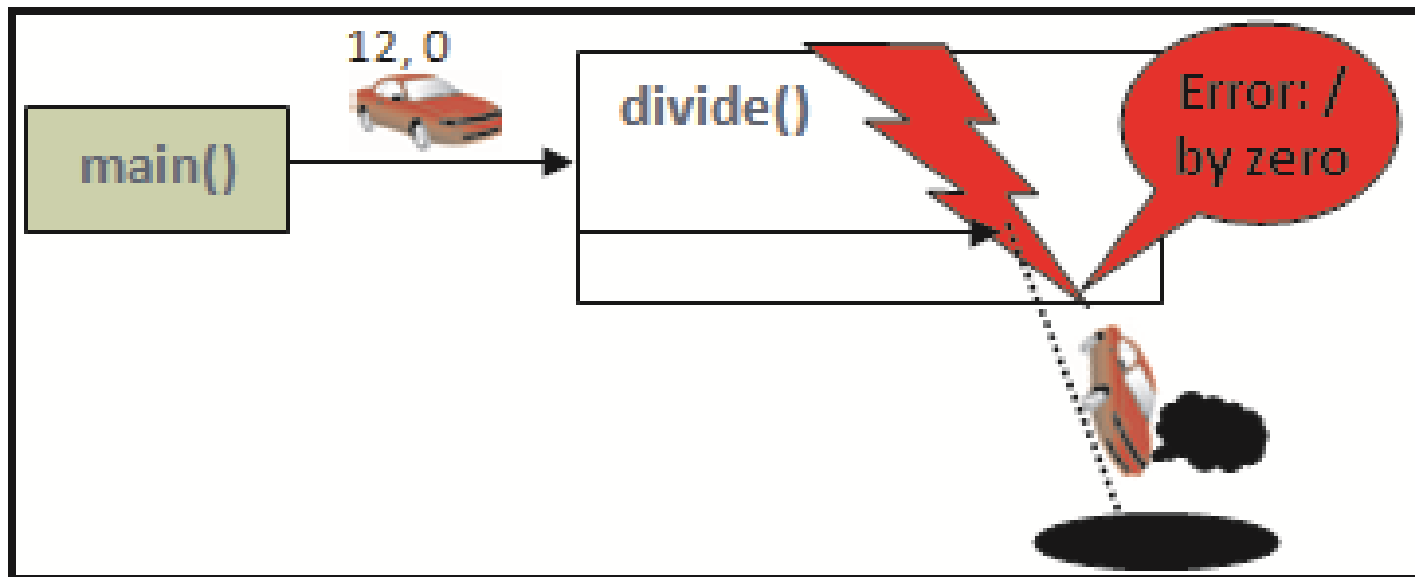 12, 0
main()
divide()
Error: /
by zero